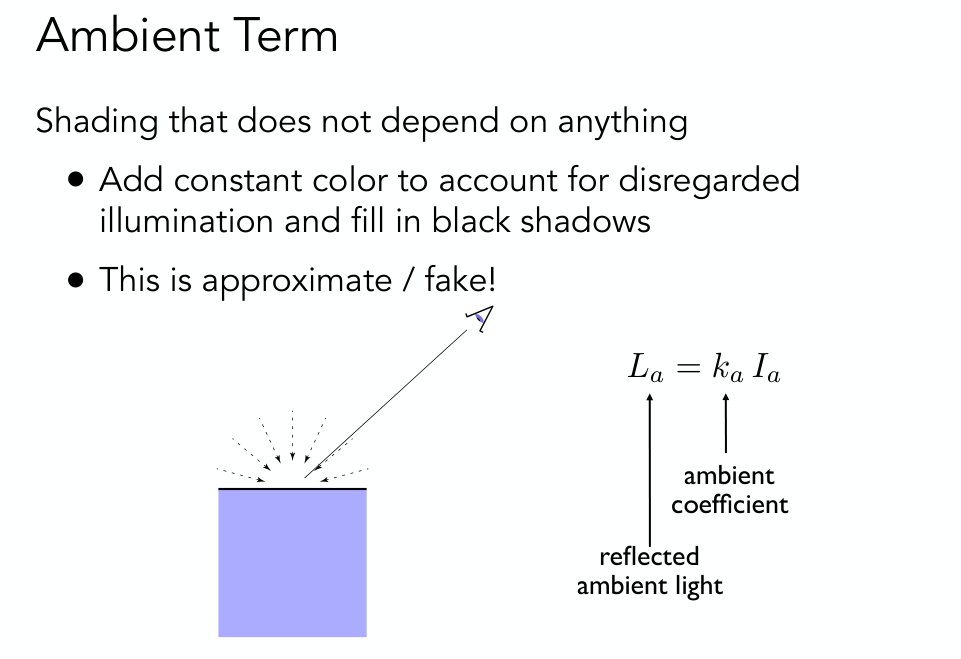 Ambient Term
Shading that does not depend on anything
• Add constant color to account for disregarded
illumination and fill in black shadows
• This is approximate / fake!
L_a = k_a I_a
ambient
coefficient
reflected
ambient light